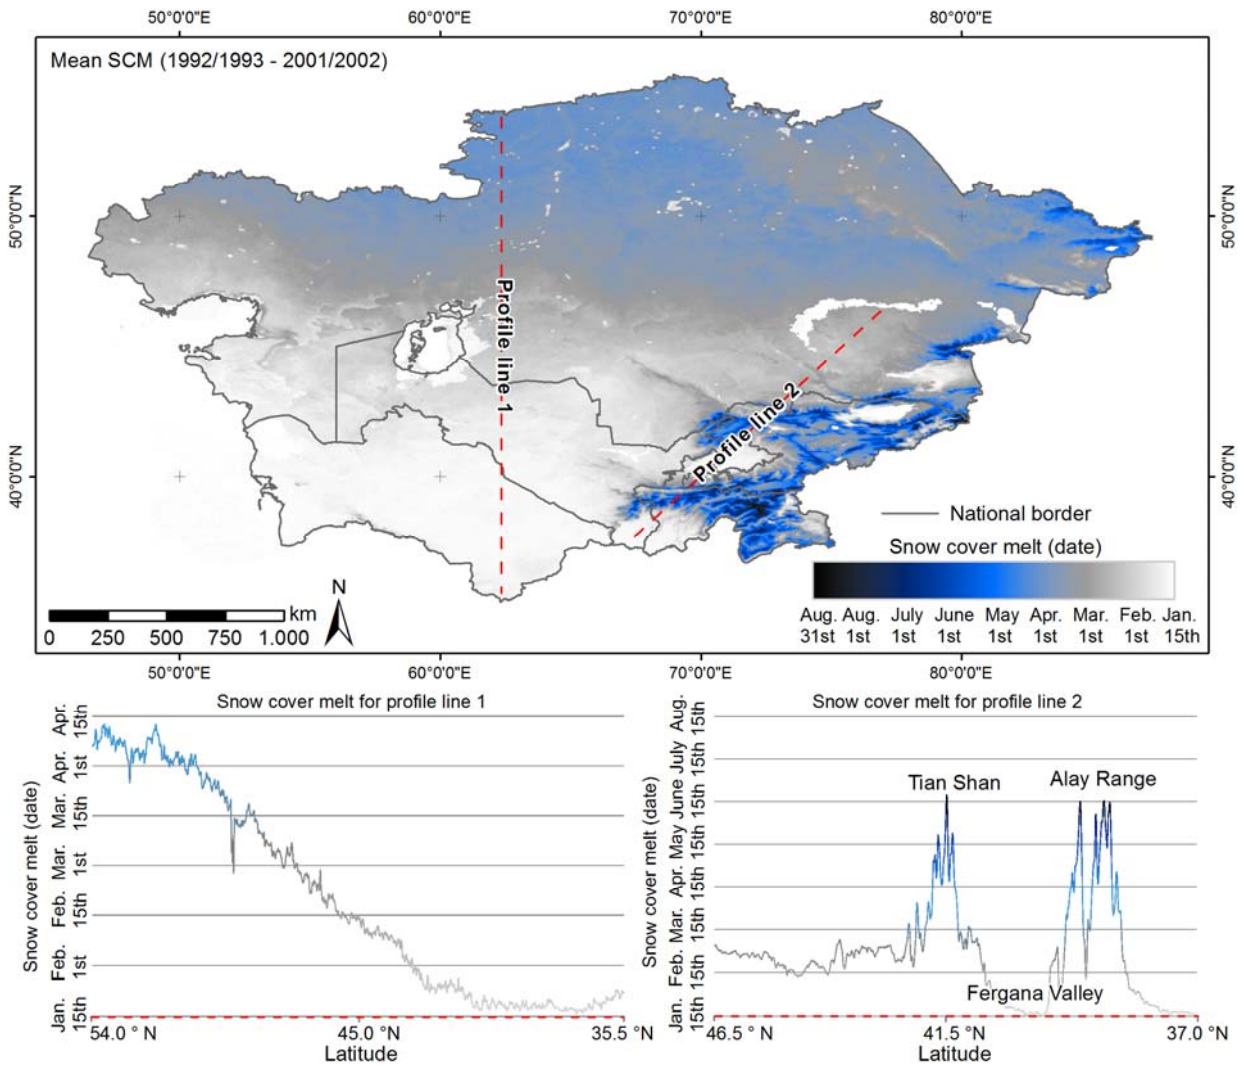 50°0'0"E 60°0'0"E 70°0'0"E 80°0'0"E
Mean SCM (1992/1993 - 2001/2002)
50°0'0"N
50°0'0"N
40°0'0"N
40°0'0"N
Profile line 1
Profile line 2
National border
Snow cover melt (date)
Aug. Aug. July June May Apr. Mar. Feb. Jan.
31st 1st 1st 1st 1st 1st 1st 1st 15th
N
km
0 250 500 750 1.000
50°0'0"E 60°0'0"E 70°0'0"E 80°0'0"E
Snow cover melt for profile line 1
Snow cover melt (date)
Apr. 15th
Apr. 1st
Mar. 15th
Mar. 1st
Feb. 15th
Feb. 1st
Jan. 15th
54.0 ° N 45.0 ° N 35.5 ° N
Latitude
Snow cover melt for profile line 2
Snow cover melt (date)
Aug. 15th
July 15th
June 15th
May 15th
Apr. 15th
Mar. 15th
Feb. 15th
Jan. 15th
Tian Shan
Alay Range
Fergana Valley
46.5 ° N 41.5 ° N 37.0 ° N
Latitude